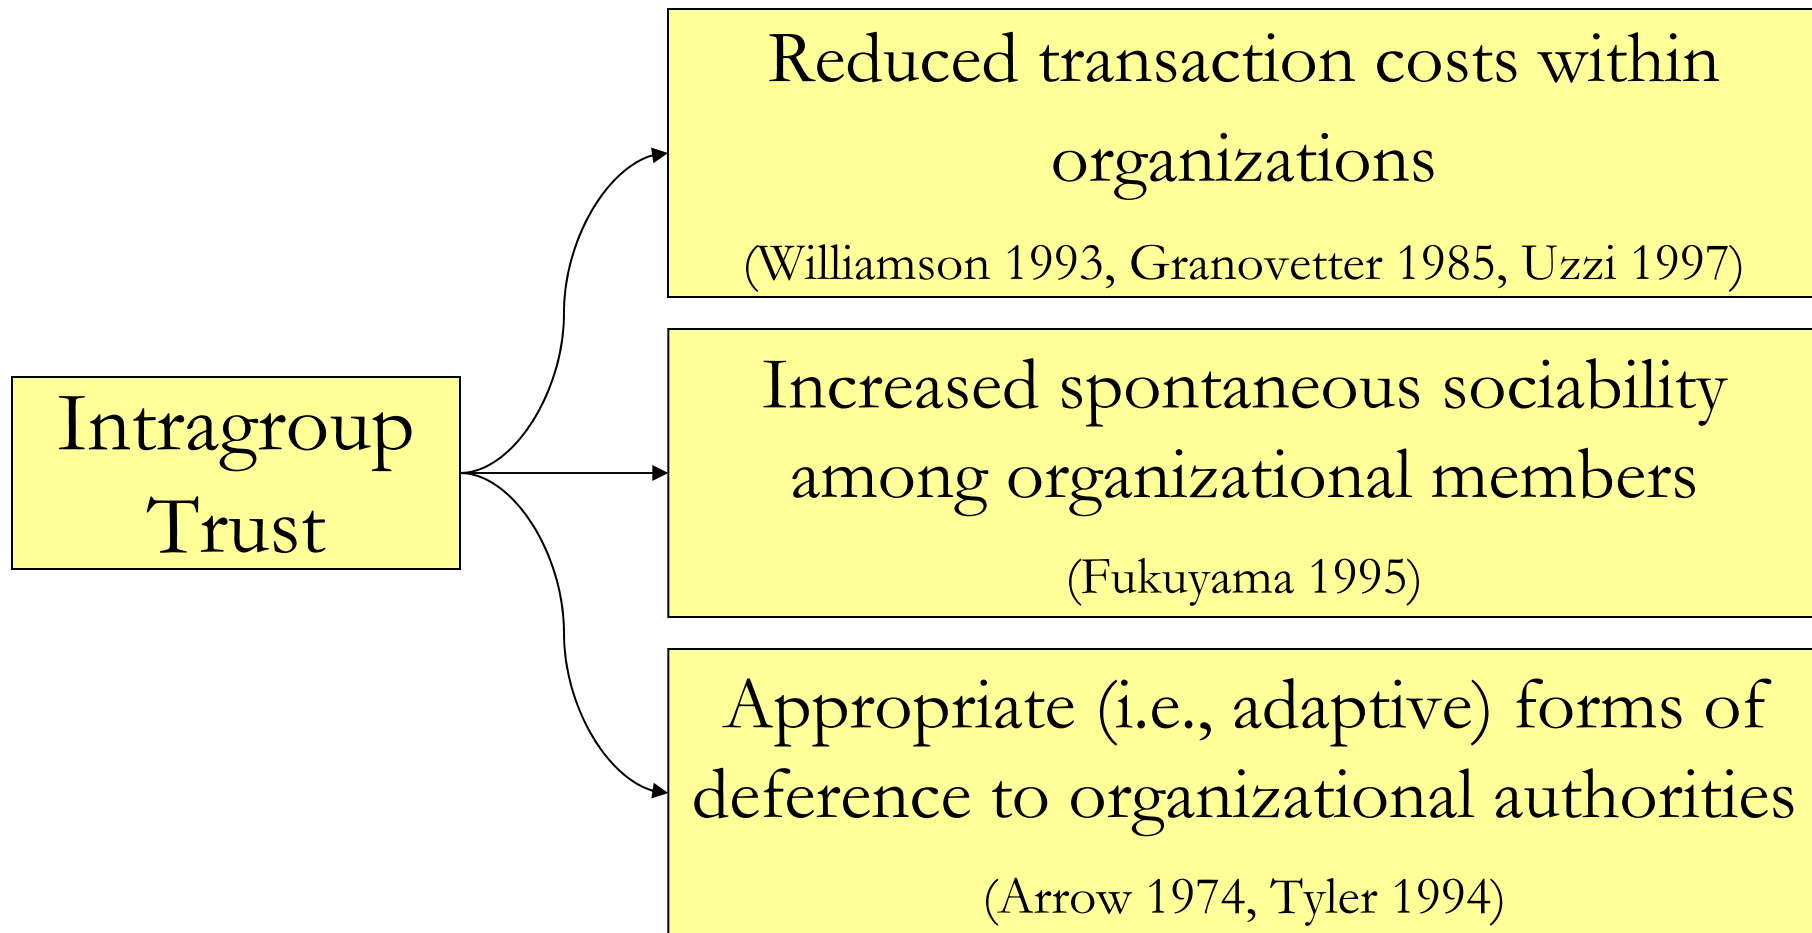 Reduced transaction costs within
organizations
(Williamson 1993, Granovetter 1985, Uzzi 1997)
Intragroup
Trust
Increased spontaneous sociability
among organizational members
(Fukuyama 1995)
Appropriate (i.e., adaptive) forms of
deference to organizational authorities
(Arrow 1974, Tyler 1994)